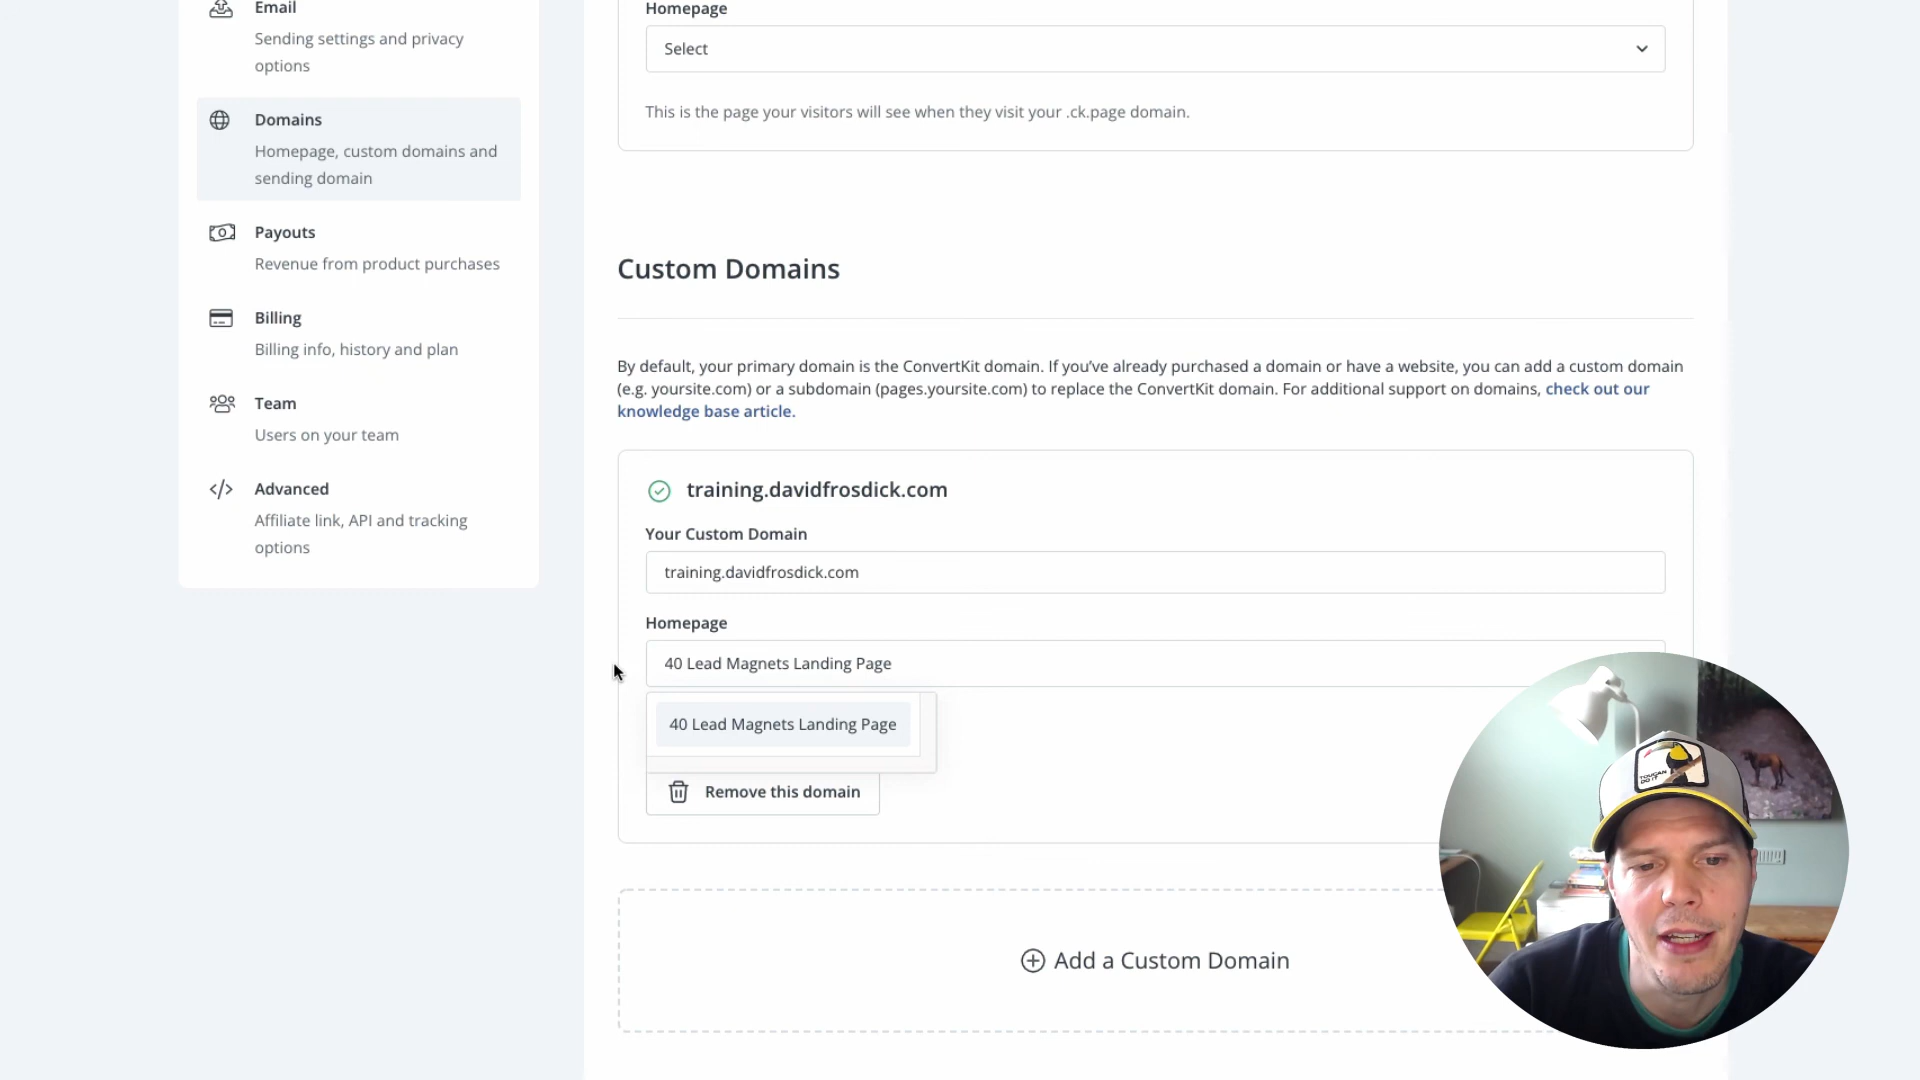 Email
Sending settings and privacy
options
Domains
Homepage, custom domains and
sending domain
Payouts
Revenue from product purchases
Billing
Billing info, history and plan
Team
Users on your team
Advanced
Affiliate link, API and tracking
options
Homepage
Select
This is the page your visitors will see when they visit your .ck.page domain.
Custom Domains
By default, your primary domain is the ConvertKit domain. If you’ve already purchased a domain or have a website, you can add a custom domain
(e.g. yoursite.com) or a subdomain (pages.yoursite.com) to replace the ConvertKit domain. For additional support on domains, check out our
knowledge base article.
training.davidfrosdick.com
Your Custom Domain
training.davidfrosdick.com
Homepage
40 Lead Magnets Landing Page
40 Lead Magnets Landing Page
Remove this domain
Add a Custom Domain
TOUCAN
DO IT